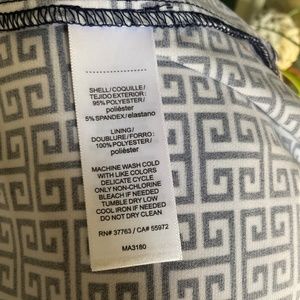 SHELL/COQUILLE/
TEJIDO EXTERIOR:
95% POLYESTER/
poliéster
5% SPANDEX/elastano
LINING/
DOUBLURE/FORRO:
100% POLYESTER/
poliéster
MACHINE WASH COLD
WITH LIKE COLORS
DELICATE CYCLE
ONLY NON-CHLORINE
BLEACH IF NEEDED
TUMBLE DRY LOW
COOL IRON IF NEEDED
DO NOT DRY CLEAN
RN# 37763 / CA# 55972
MA3180